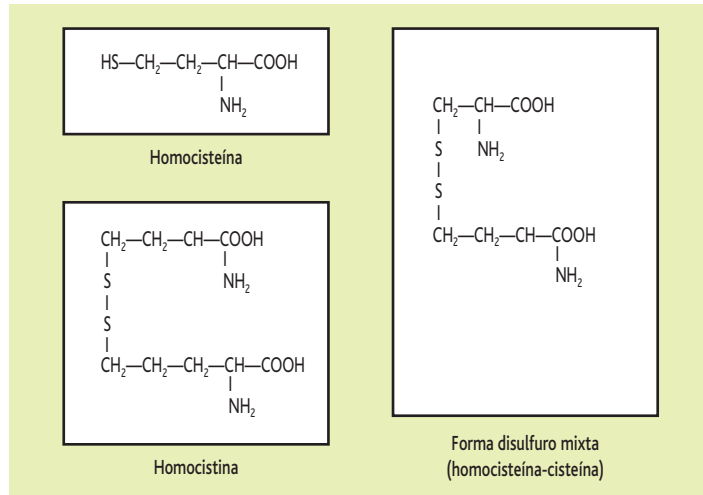 HS—CH₂—CH₂—CH—COOH
NH₂
Homocisteína
CH₂—CH₂—CH—COOH
S
NH₂
S
CH₂—CH₂—CH₂—CH—COOH
NH₂
Homocistina
CH₂—CH—COOH
S
NH₂
S
CH₂—CH₂—CH—COOH
NH₂
Forma disulfuro mixta
(homocisteína-cisteína)